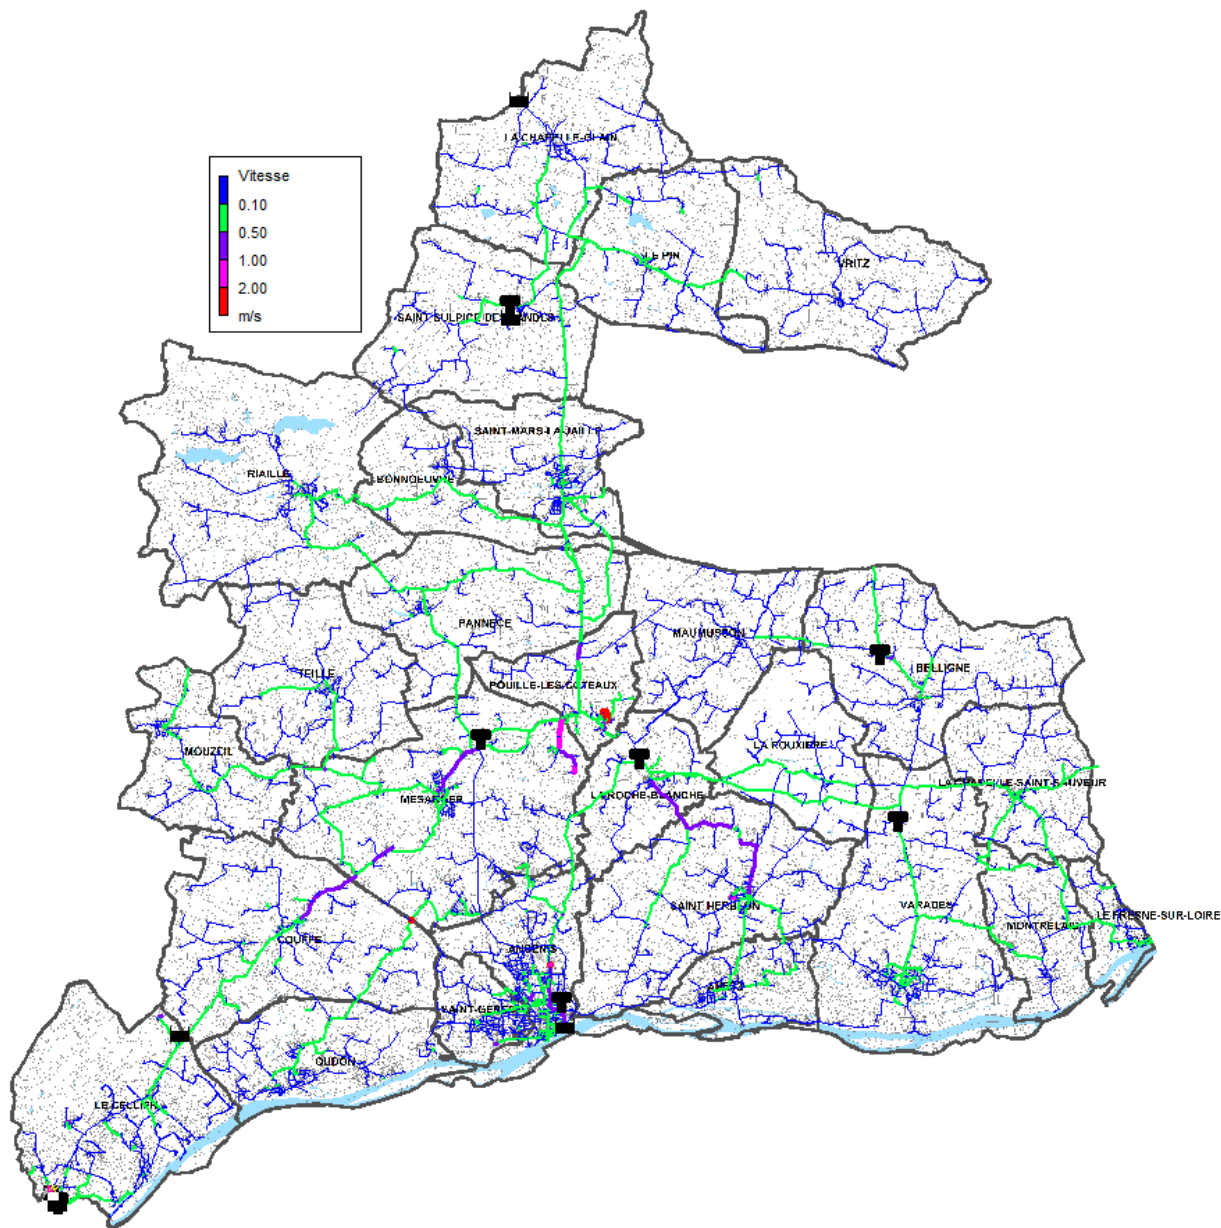 LA CHAPELLE-GLAIN
Vitesse
0.10
0.50
1.00
2.00
m/s
LE PIN
VRITZ
SAINT-SULPICE-DES-LANDES
SAINT-MARS-LA-JAILLE
RIAILLE
BONNOEUVRE
PANNECE
MAUMUSSON
BELLIGNE
TEILLE
POUILLE-LES-COTEAUX
MOUZEIL
LA ROUXIERE
LA CHAPELLE-SAINT-SAUVEUR
MESANGER
LA ROCHE-BLANCHE
SAINT HERBLON
VARADES
MONTRELAIS
LE FRESNE-SUR-LOIRE
COUFFE
ANCENIS
ANETZ
SAINT-GEREON
OUDON
LE CELLIER